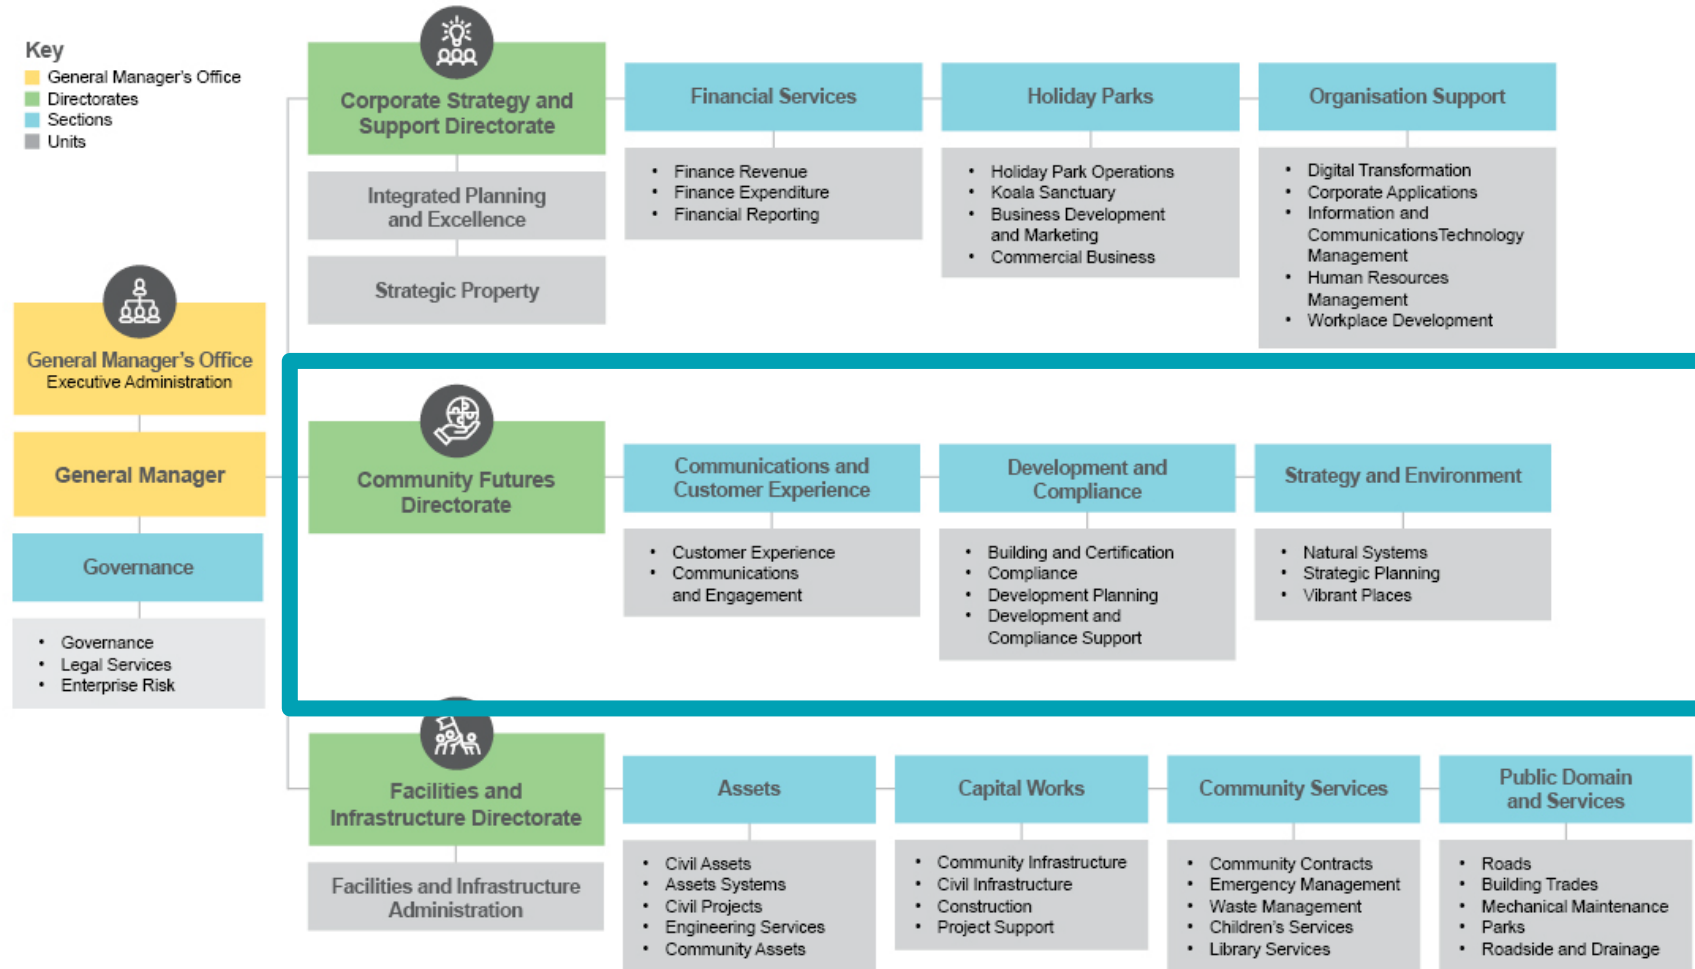 Key
General Manager's Office
Directorates
Sections
Units
General Manager's Office
Executive Administration
General Manager
Governance
• Governance
• Legal Services
• Enterprise Risk
Corporate Strategy and
Support Directorate
Integrated Planning
and Excellence
Strategic Property
Financial Services
• Finance Revenue
• Finance Expenditure
• Financial Reporting
Holiday Parks
• Holiday Park Operations
• Koala Sanctuary
• Business Development
and Marketing
• Commercial Business
Organisation Support
• Digital Transformation
• Corporate Applications
• Information and
CommunicationsTechnology
Management
• Human Resources
Management
• Workplace Development
Community Futures
Directorate
Communications and
Customer Experience
• Customer Experience
• Communications
and Engagement
Development and
Compliance
• Building and Certification
• Compliance
• Development Planning
• Development and
Compliance Support
Strategy and Environment
• Natural Systems
• Strategic Planning
• Vibrant Places
Facilities and
Infrastructure Directorate
Facilities and Infrastructure
Administration
Assets
• Civil Assets
• Assets Systems
• Civil Projects
• Engineering Services
• Community Assets
Capital Works
• Community Infrastructure
• Civil Infrastructure
• Construction
• Project Support
Community Services
• Community Contracts
• Emergency Management
• Waste Management
• Children's Services
• Library Services
Public Domain
and Services
• Roads
• Building Trades
• Mechanical Maintenance
• Parks
• Roadside and Drainage